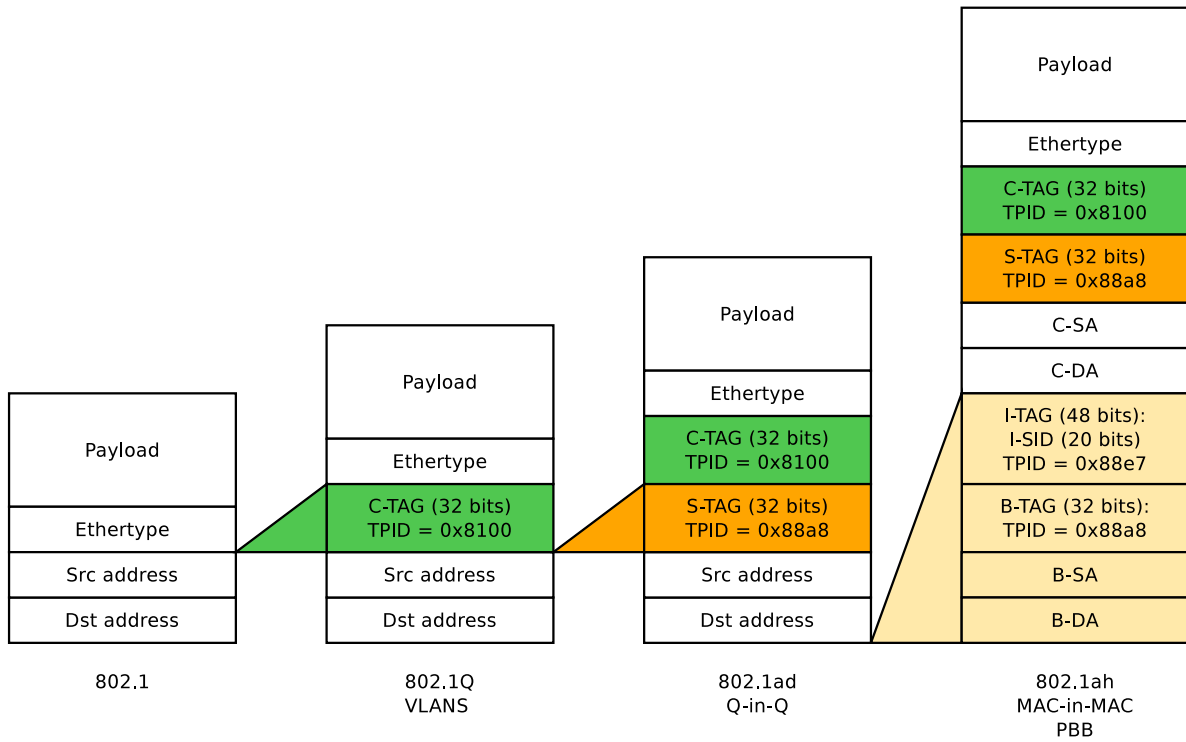 Payload
Ethertype
Src address
Dst address
802.1
Payload
Ethertype
C-TAG (32 bits)
TPID = 0x8100
Src address
Dst address
802.1Q
VLANS
Payload
Ethertype
C-TAG (32 bits)
TPID = 0x8100
S-TAG (32 bits)
TPID = 0x88a8
Src address
Dst address
802.1ad
Q-in-Q
Payload
Ethertype
C-TAG (32 bits)
TPID = 0x8100
S-TAG (32 bits)
TPID = 0x88a8
C-SA
C-DA
I-TAG (48 bits):
I-SID (20 bits)
TPID = 0x88e7
B-TAG (32 bits):
TPID = 0x88a8
B-SA
B-DA
802.1ah
MAC-in-MAC
PBB